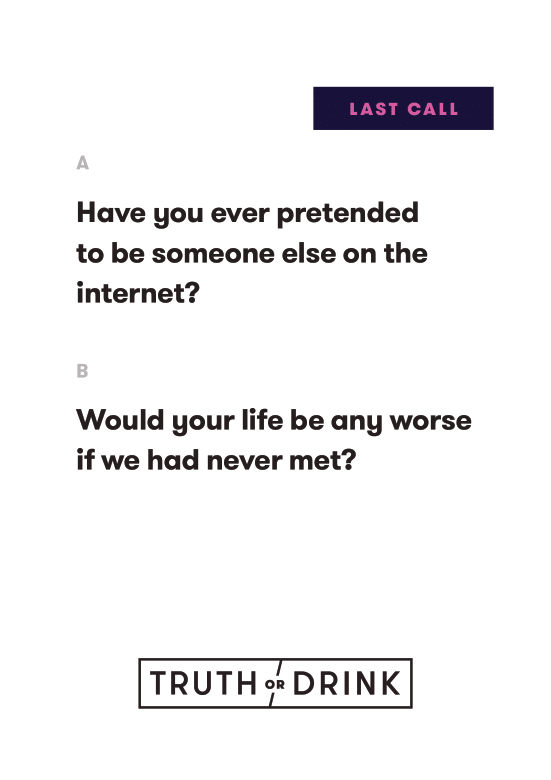 LAST CALL
A
Have you ever pretended
to be someone else on the
internet?
B
Would your life be any worse
if we had never met?
TRUTH OR DRINK